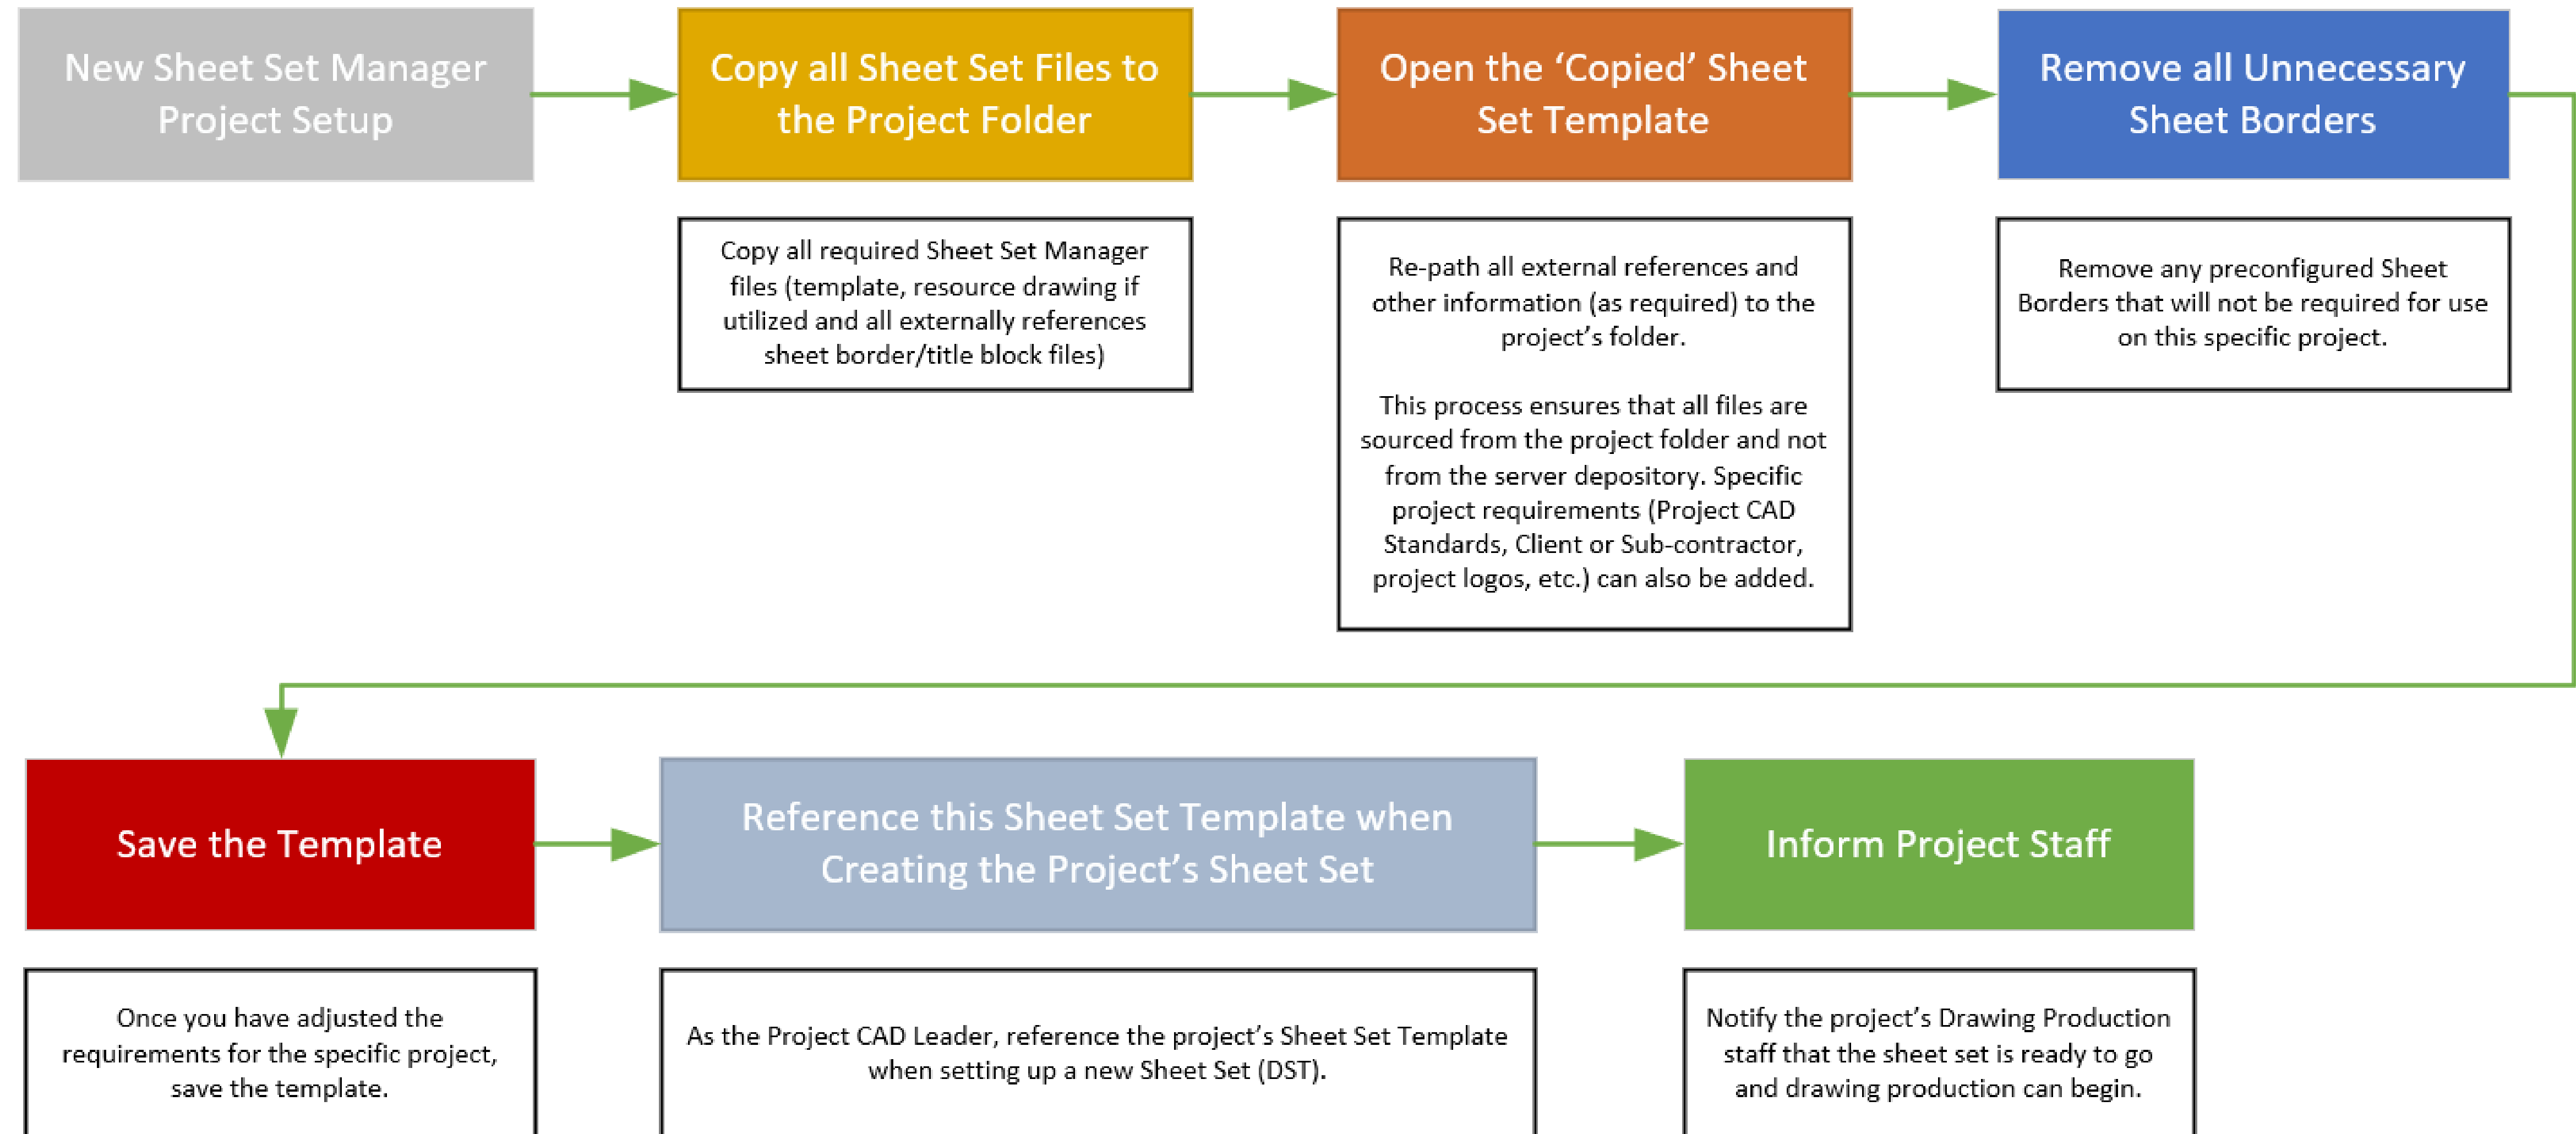 New Sheet Set Manager
Project Setup
Copy all Sheet Set Files to
the Project Folder
Open the ‘Copied’ Sheet
Set Template
Remove all Unnecessary
Sheet Borders
Copy all required Sheet Set Manager
files (template, resource drawing if
utilized and all externally references
sheet border/title block files)
Re-path all external references and
other information (as required) to the
project’s folder.
This process ensures that all files are
sourced from the project folder and not
from the server depository. Specific
project requirements (Project CAD
Standards, Client or Sub-contractor,
project logos, etc.) can also be added.
Remove any preconfigured Sheet
Borders that will not be required for use
on this specific project.
Save the Template
Reference this Sheet Set Template when
Creating the Project’s Sheet Set
Inform Project Staff
Once you have adjusted the
requirements for the specific project,
save the template.
As the Project CAD Leader, reference the project’s Sheet Set Template
when setting up a new Sheet Set (DST).
Notify the project’s Drawing Production
staff that the sheet set is ready to go
and drawing production can begin.